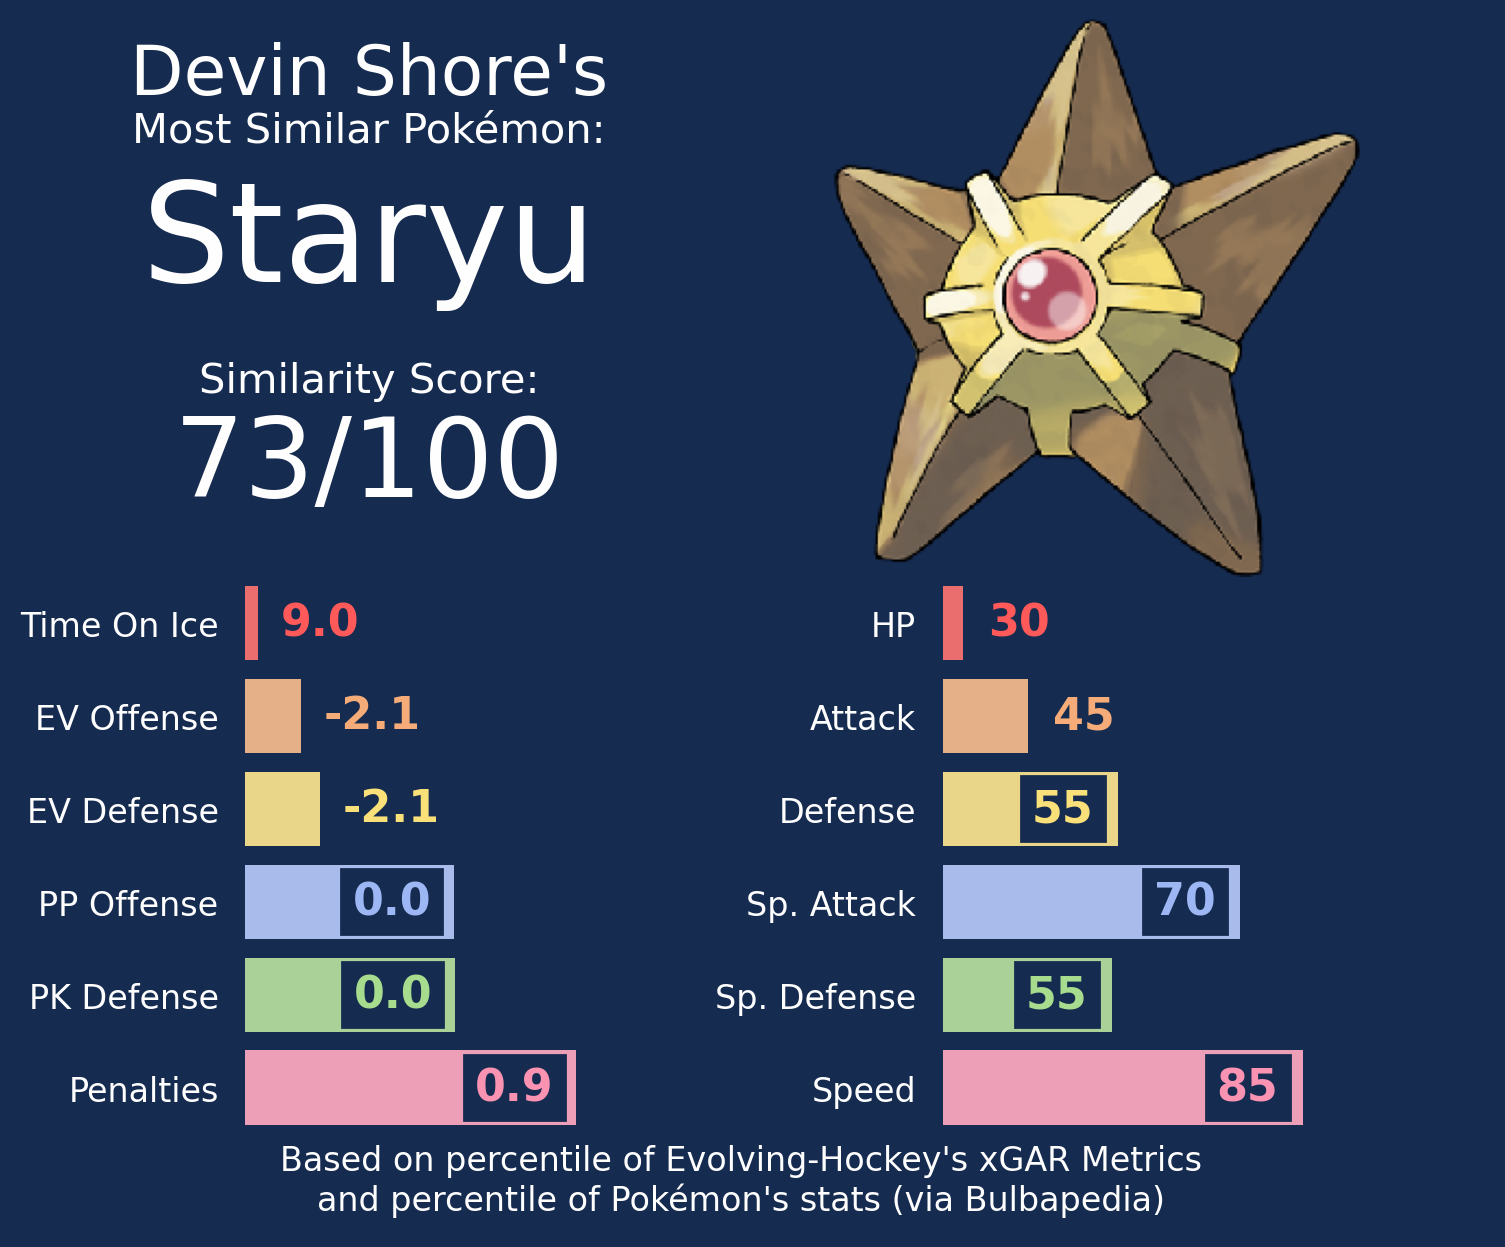 Devin Shore's
Most Similar Pokémon:
Staryu
Similarity Score:
73/100
Time On Ice 9.0
EV Offense -2.1
EV Defense -2.1
PP Offense 0.0
PK Defense 0.0
Penalties 0.9
HP 30
Attack 45
Defense 55
Sp. Attack 70
Sp. Defense 55
Speed 85
Based on percentile of Evolving-Hockey's xGAR Metrics
and percentile of Pokémon's stats (via Bulbapedia)